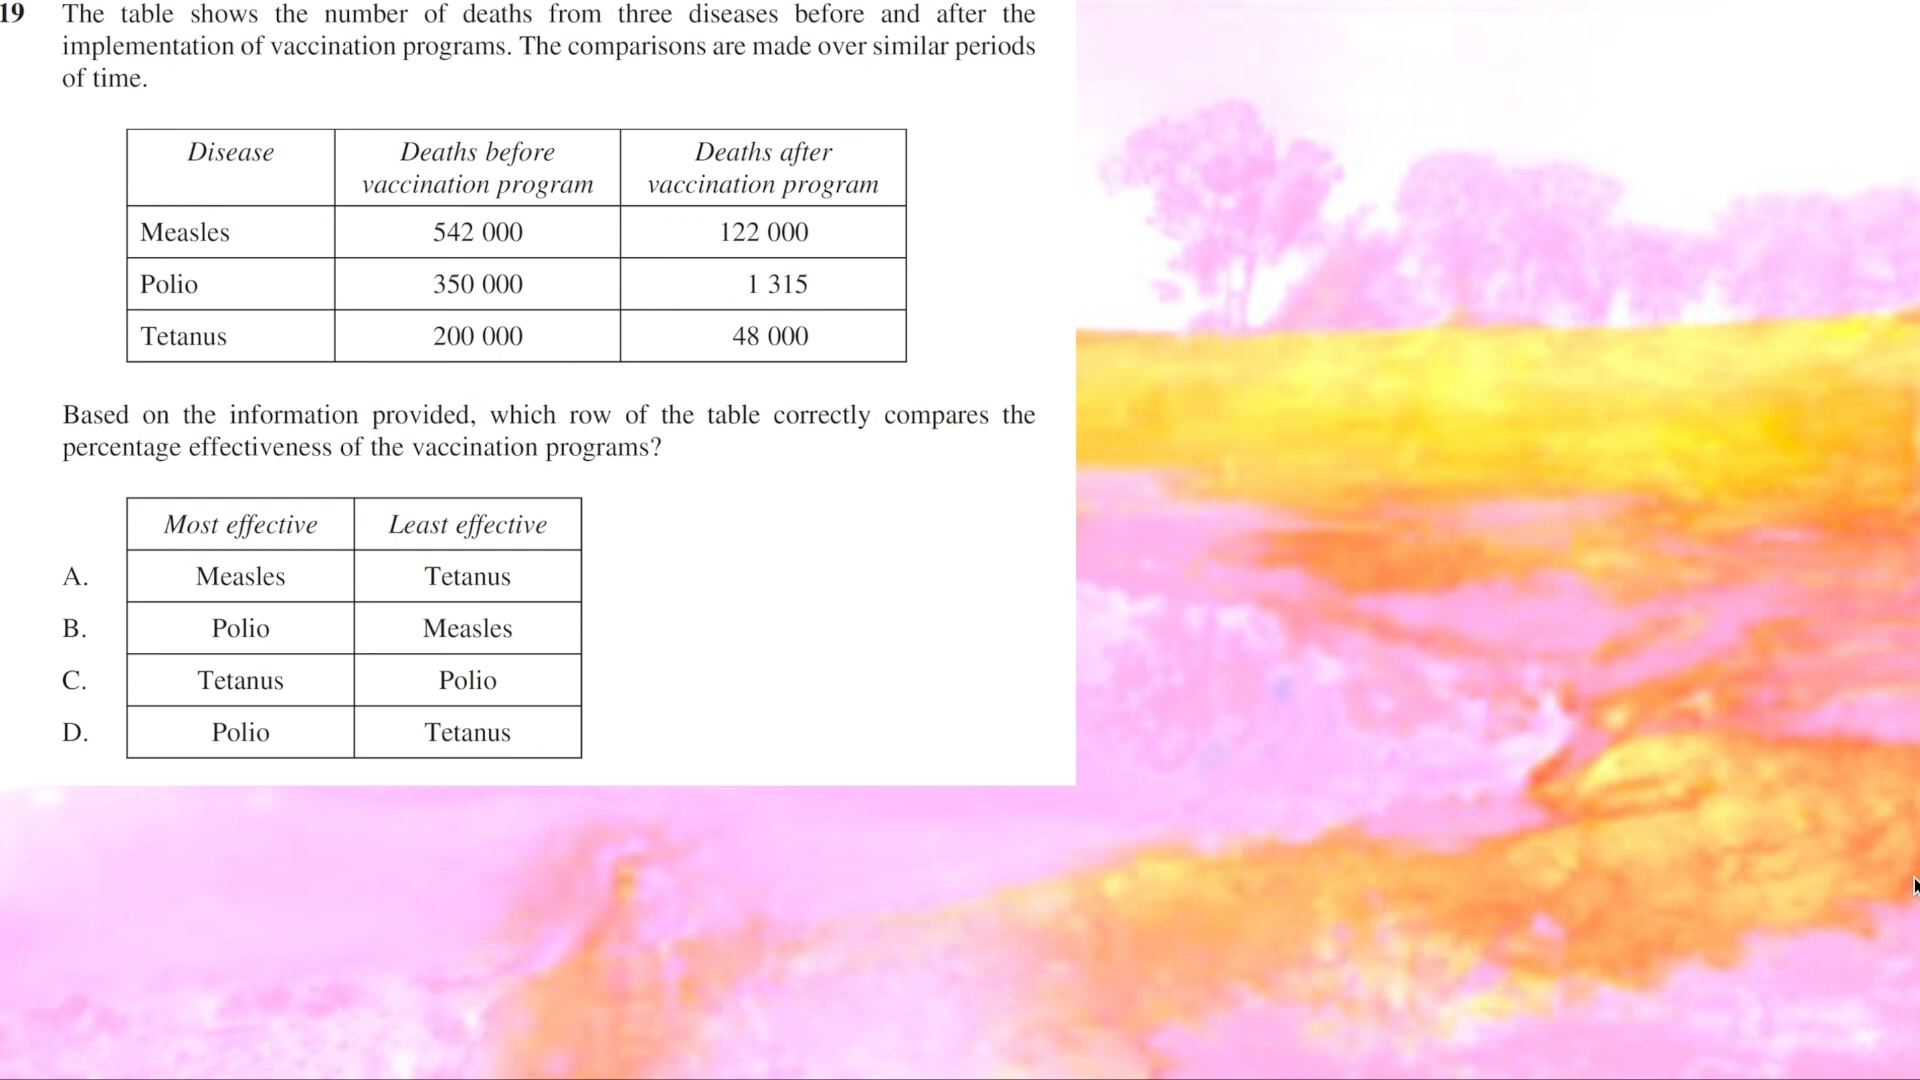 19 The table shows the number of deaths from three diseases before and after the
implementation of vaccination programs. The comparisons are made over similar periods
of time.
Disease Deaths before vaccination program Deaths after vaccination program
Measles 542 000 122 000
Polio 350 000 1 315
Tetanus 200 000 48 000
Based on the information provided, which row of the table correctly compares the
percentage effectiveness of the vaccination programs?
Most effective Least effective
A. Measles Tetanus
B. Polio Measles
C. Tetanus Polio
D. Polio Tetanus